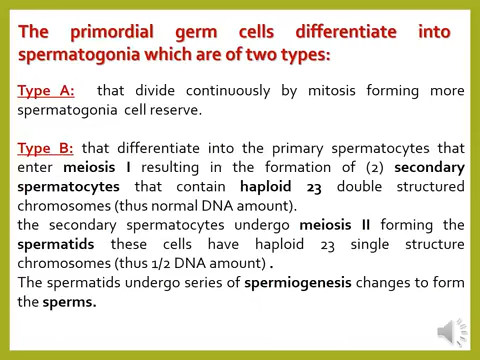 The primordial germ cells differentiate into
spermatogonia which are of two types:
Type A: that divide continuously by mitosis forming more
spermatogonia cell reserve.
Type B: that differentiate into the primary spermatocytes that
enter meiosis I resulting in the formation of (2) secondary
spermatocytes that contain haploid 23 double structured
chromosomes (thus normal DNA amount).
the secondary spermatocytes undergo meiosis II forming the
spermatids these cells have haploid 23 single structure
chromosomes (thus 1/2 DNA amount) .
The spermatids undergo series of spermiogenesis changes to form
the sperms.